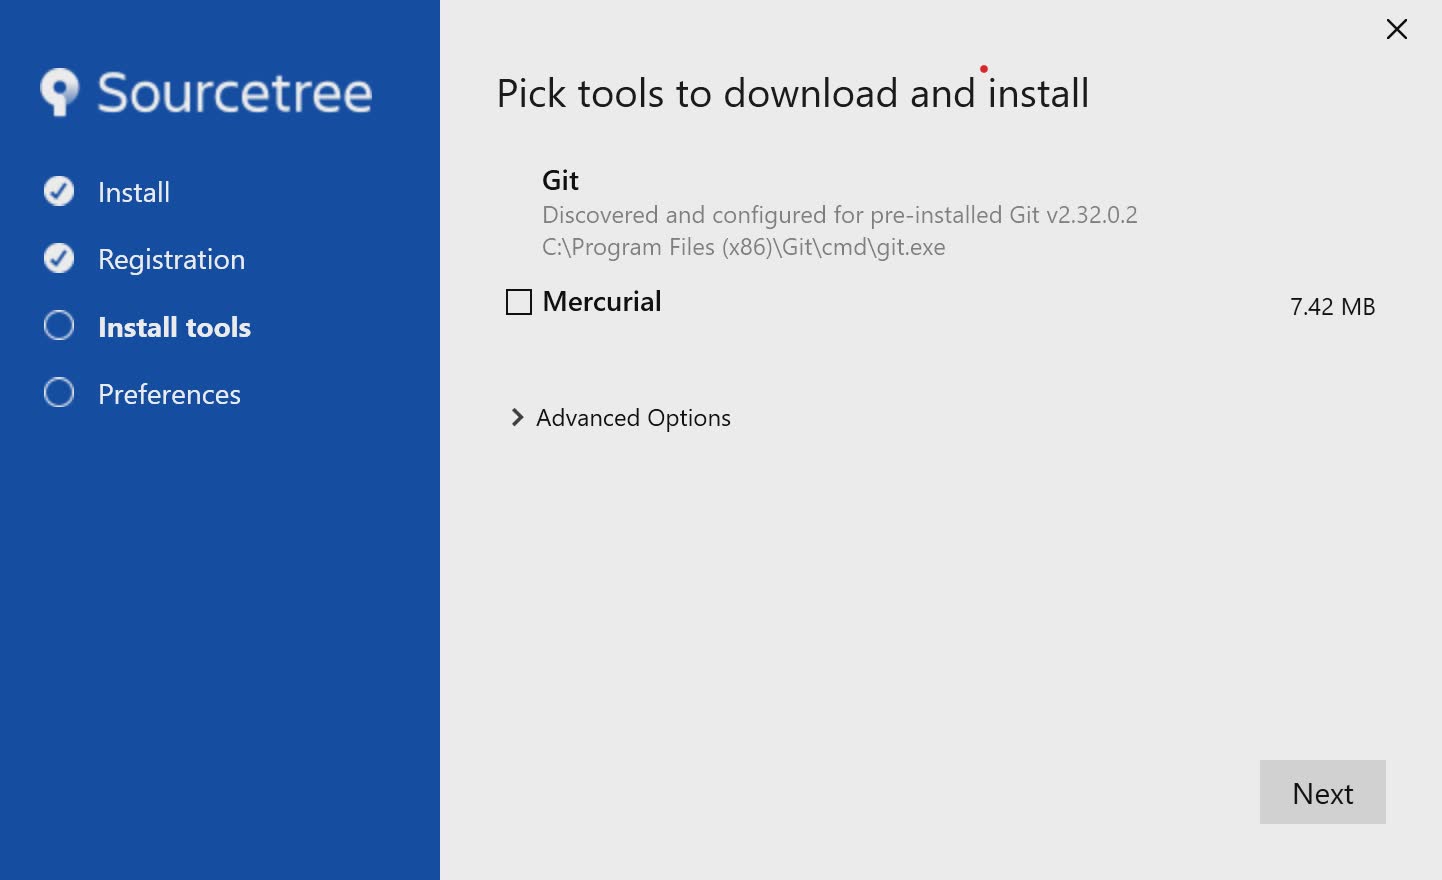 Sourcetree
Install
Registration
Install tools
Preferences
Pick tools to download and install
Git
Discovered and configured for pre-installed Git v2.32.0.2
C:\Program Files (x86)\Git\cmd\git.exe
Mercurial
7.42 MB
Advanced Options
Next